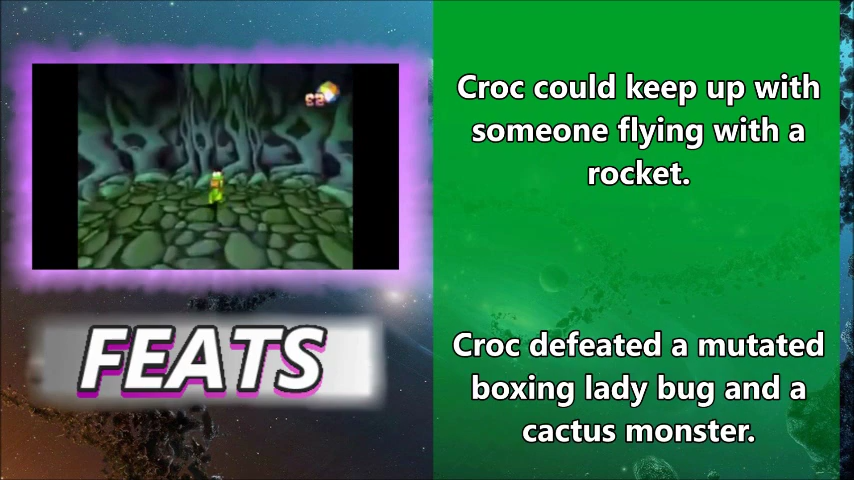 23
FEATS
Croc could keep up with
someone flying with a
rocket.
Croc defeated a mutated
boxing lady bug and a
cactus monster.